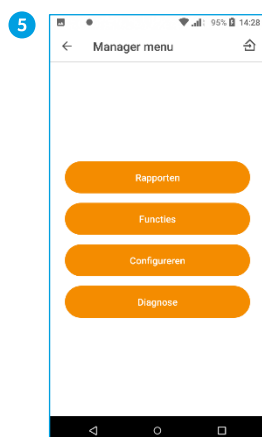 5
95% 14:28
Manager menu
Rapporten
Functies
Configureren
Diagnose